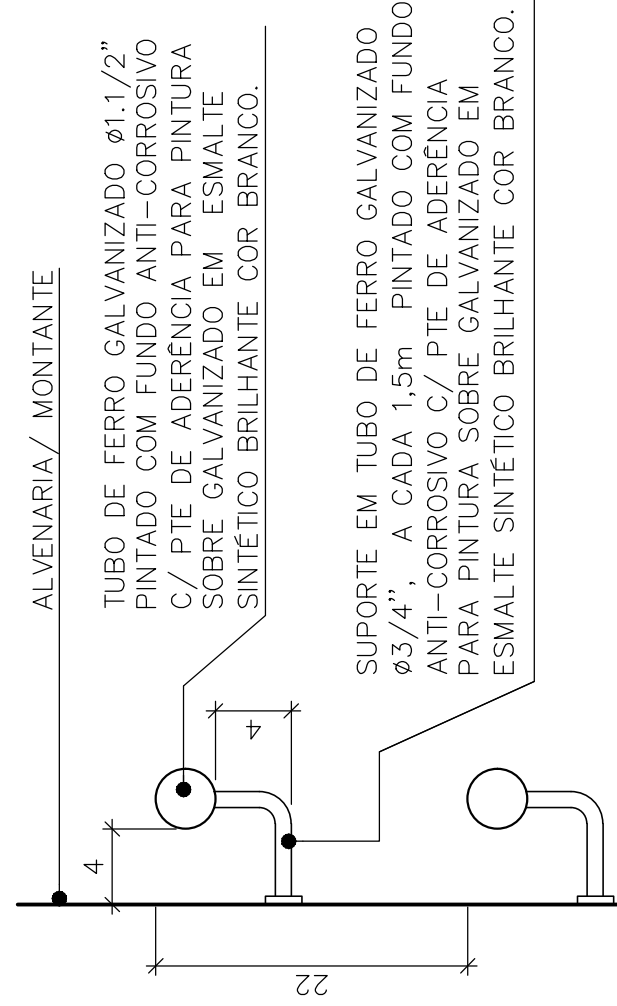 ALVENARIA/ MONTANTE
TUBO DE FERRO GALVANIZADO ø1.1/2”
PINTADO COM FUNDO ANTI-CORROSIVO
C/ PTE DE ADERÊNCIA PARA PINTURA
SOBRE GALVANIZADO EM ESMALTE
SINTÉTICO BRILHANTE COR BRANCO.
SUPORTE EM TUBO DE FERRO GALVANIZADO
ø3/4”, A CADA 1,5m PINTADO COM FUNDO
ANTI-CORROSIVO C/ PTE DE ADERÊNCIA
PARA PINTURA SOBRE GALVANIZADO EM
ESMALTE SINTÉTICO BRILHANTE COR BRANCO.
4
4
22